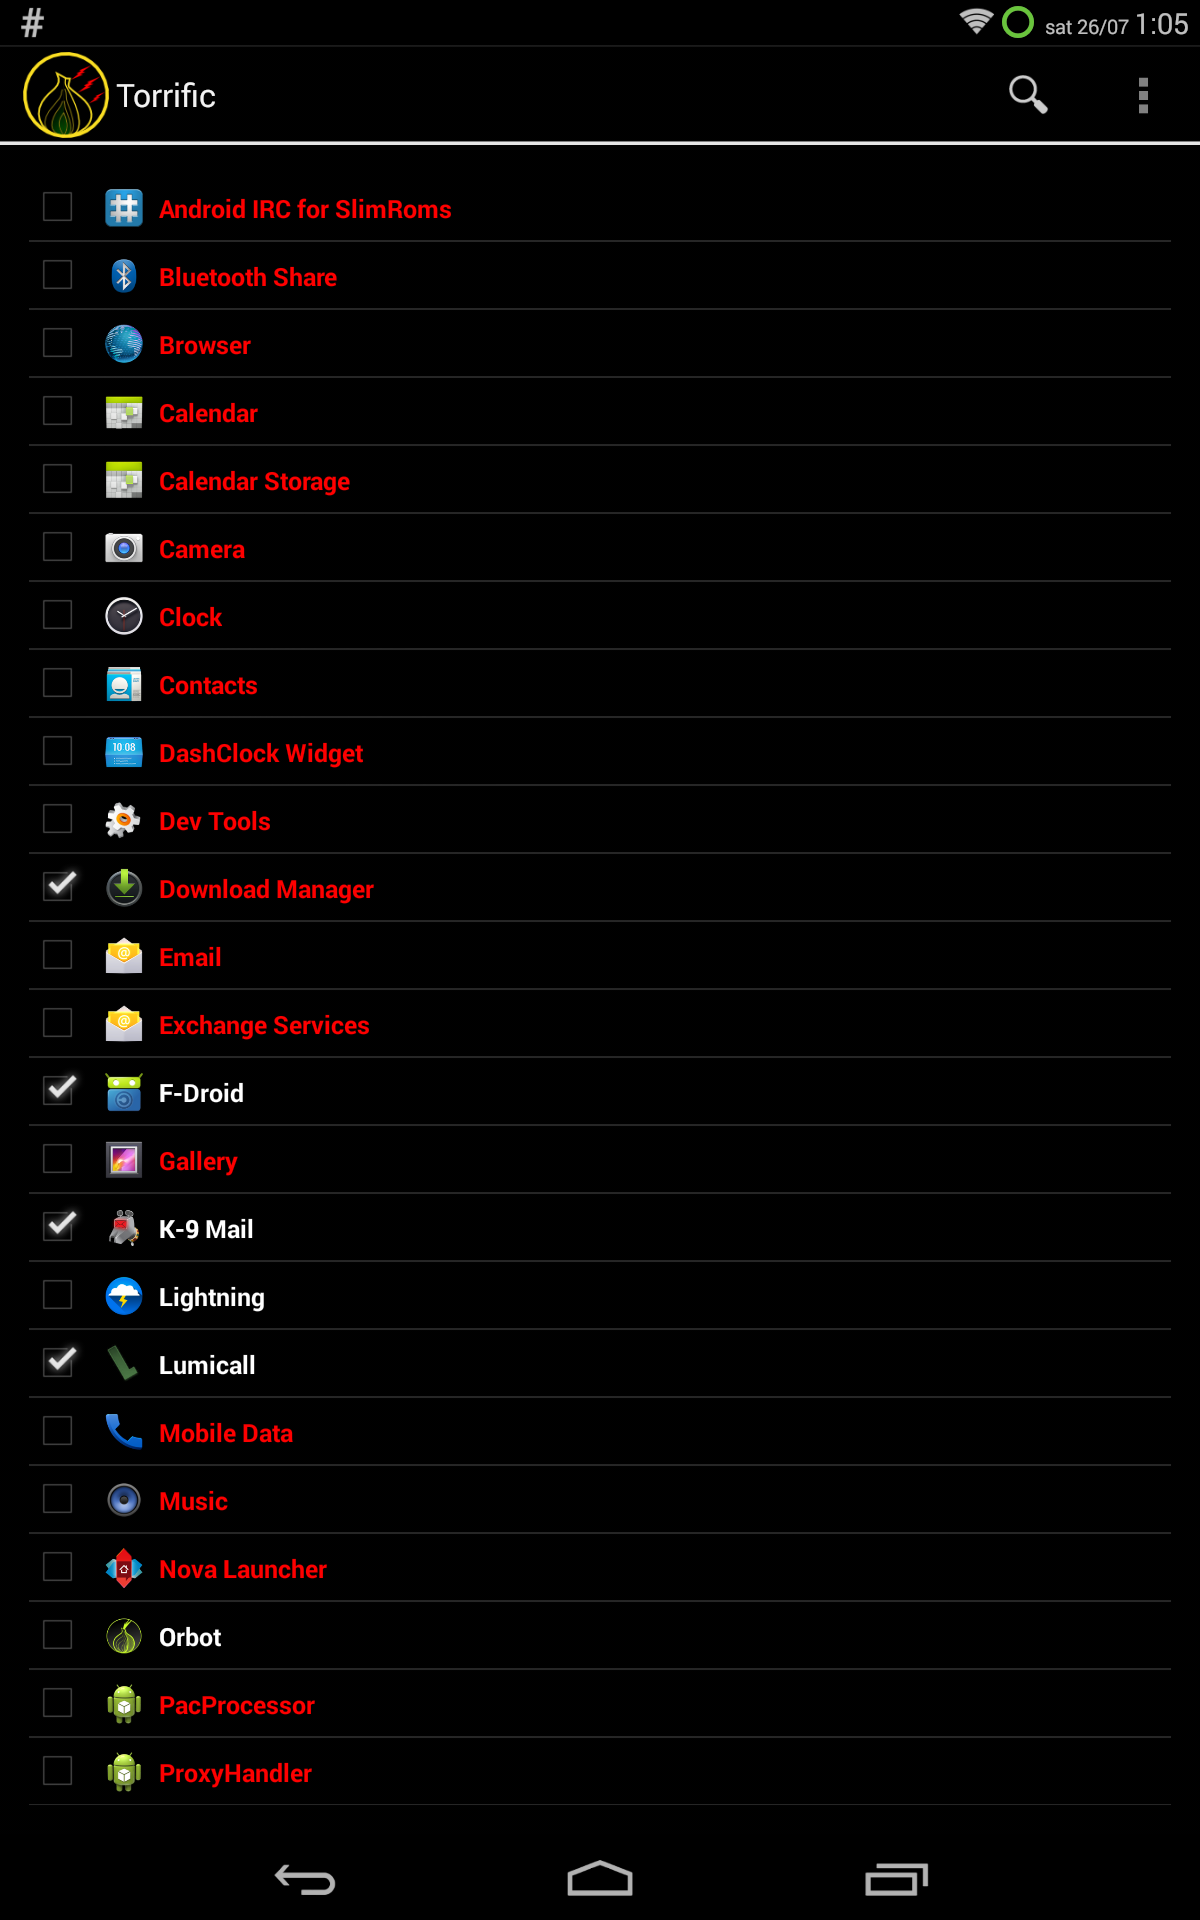 #
sat 26/07 1:05
Torrific
Android IRC for SlimRoms
Bluetooth Share
Browser
Calendar
Calendar Storage
Camera
Clock
Contacts
10:08
DashClock Widget
Dev Tools
Download Manager
Email
Exchange Services
F-Droid
Gallery
K-9 Mail
Lightning
Lumicall
Mobile Data
Music
Nova Launcher
Orbot
PacProcessor
ProxyHandler